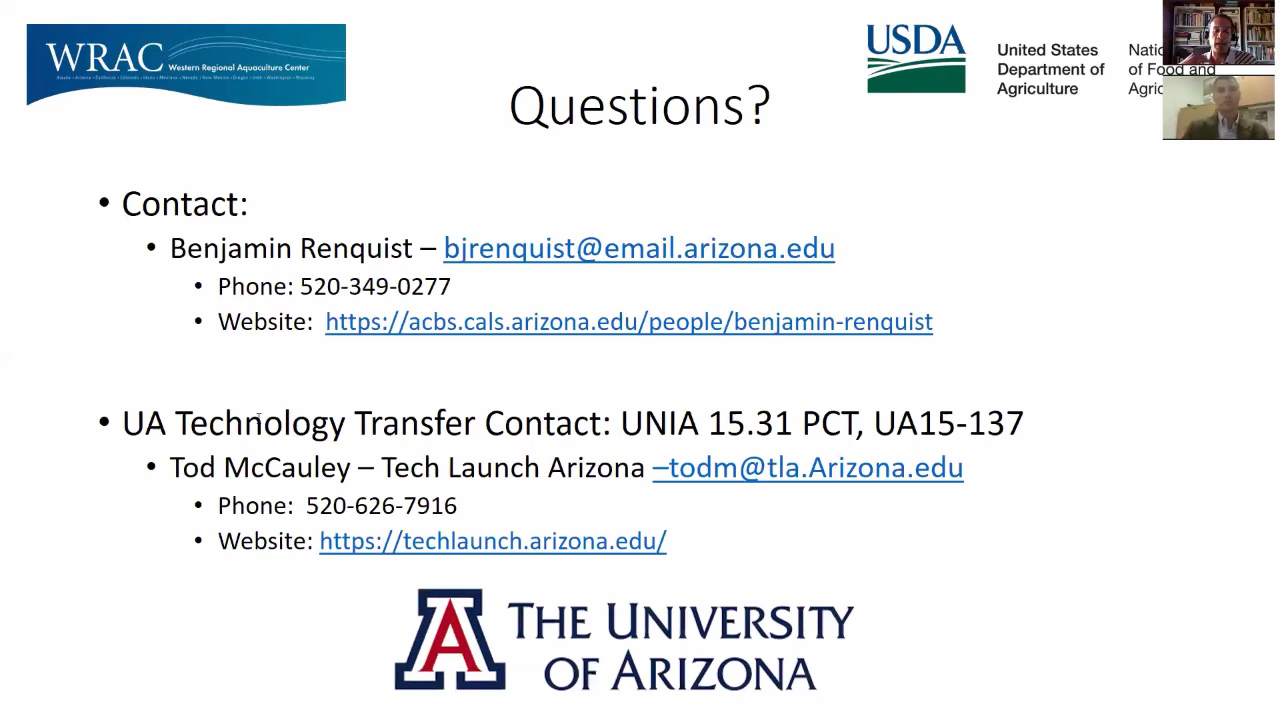 WRAC Western Regional Aquaculture Center
USDA
United States
Department of
Agriculture
of Food and
Questions?
• Contact:
• Benjamin Renquist – bjrenquist@email.arizona.edu
• Phone: 520-349-0277
• Website: https://acbs.cals.arizona.edu/people/benjamin-renquist
• UA Technology Transfer Contact: UNIA 15.31 PCT, UA15-137
• Tod McCauley – Tech Launch Arizona –todm@tla.Arizona.edu
• Phone: 520-626-7916
• Website: https://techlaunch.arizona.edu/
A THE UNIVERSITY
OF ARIZONA